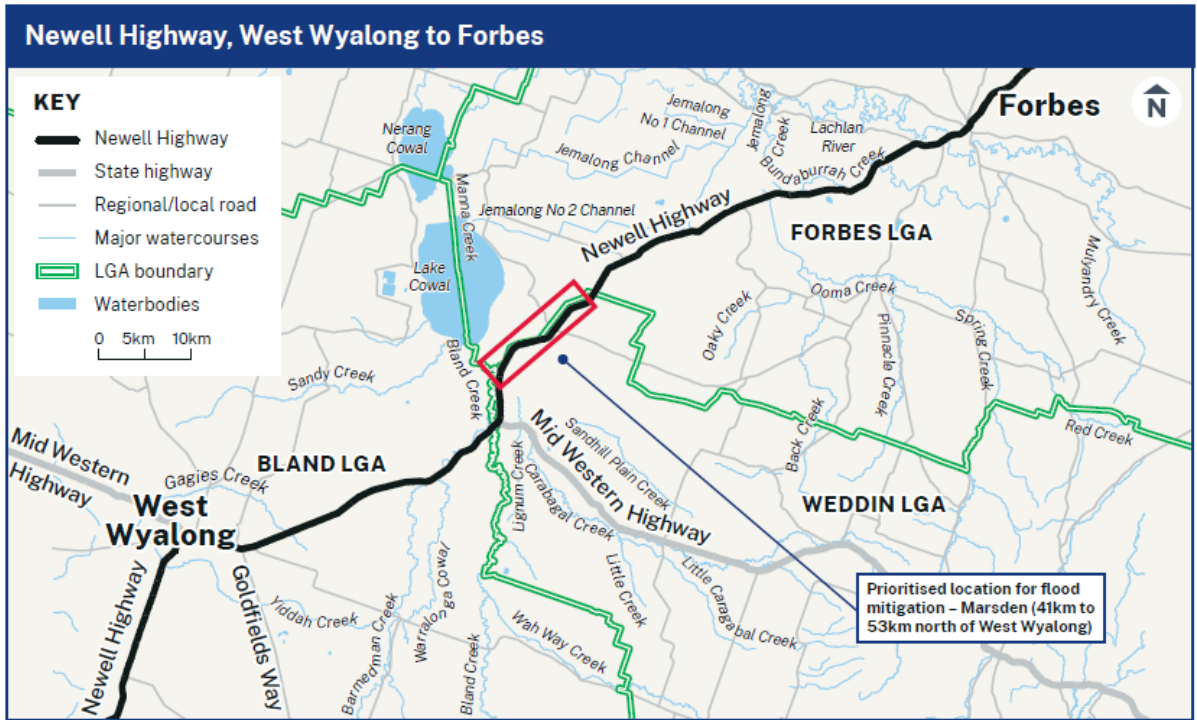 Newell Highway, West Wyalong to Forbes
KEY
Newell Highway
State highway
Regional/local road
Major watercourses
LGA boundary
Waterbodies
0 5km 10km
N
Forbes
Nerang
Cowal
Jemalong
No 1 Channel
Jemalong
Creek
Lachlan
River
Jemalong Channel
Bundaburrah Creek
Manna Creek
Jemalong No 2 Channel
Newell Highway
FORBES LGA
Lake
Cowal
Mulyandry Creek
Ooma Creek
Oaky Creek
Pinnacle Creek
Spring Creek
Bland Creek
Sandy Creek
Mid Western
Highway
Gagies Creek
BLAND LGA
Lignum Creek
Mid Western Highway
Sandhill Plain Creek
Carabagal Creek
Back Creek
Red Creek
WEDDIN LGA
West
Wyalong
Newell Highway
Goldfields Way
Yiddah Creek
Barmedman Creek
Warralonga Cowal/
Bland Creek
Wah Way Creek
Little Creek
Little Caragabal Creek
Prioritised location for flood
mitigation – Marsden (41km to
53km north of West Wyalong)